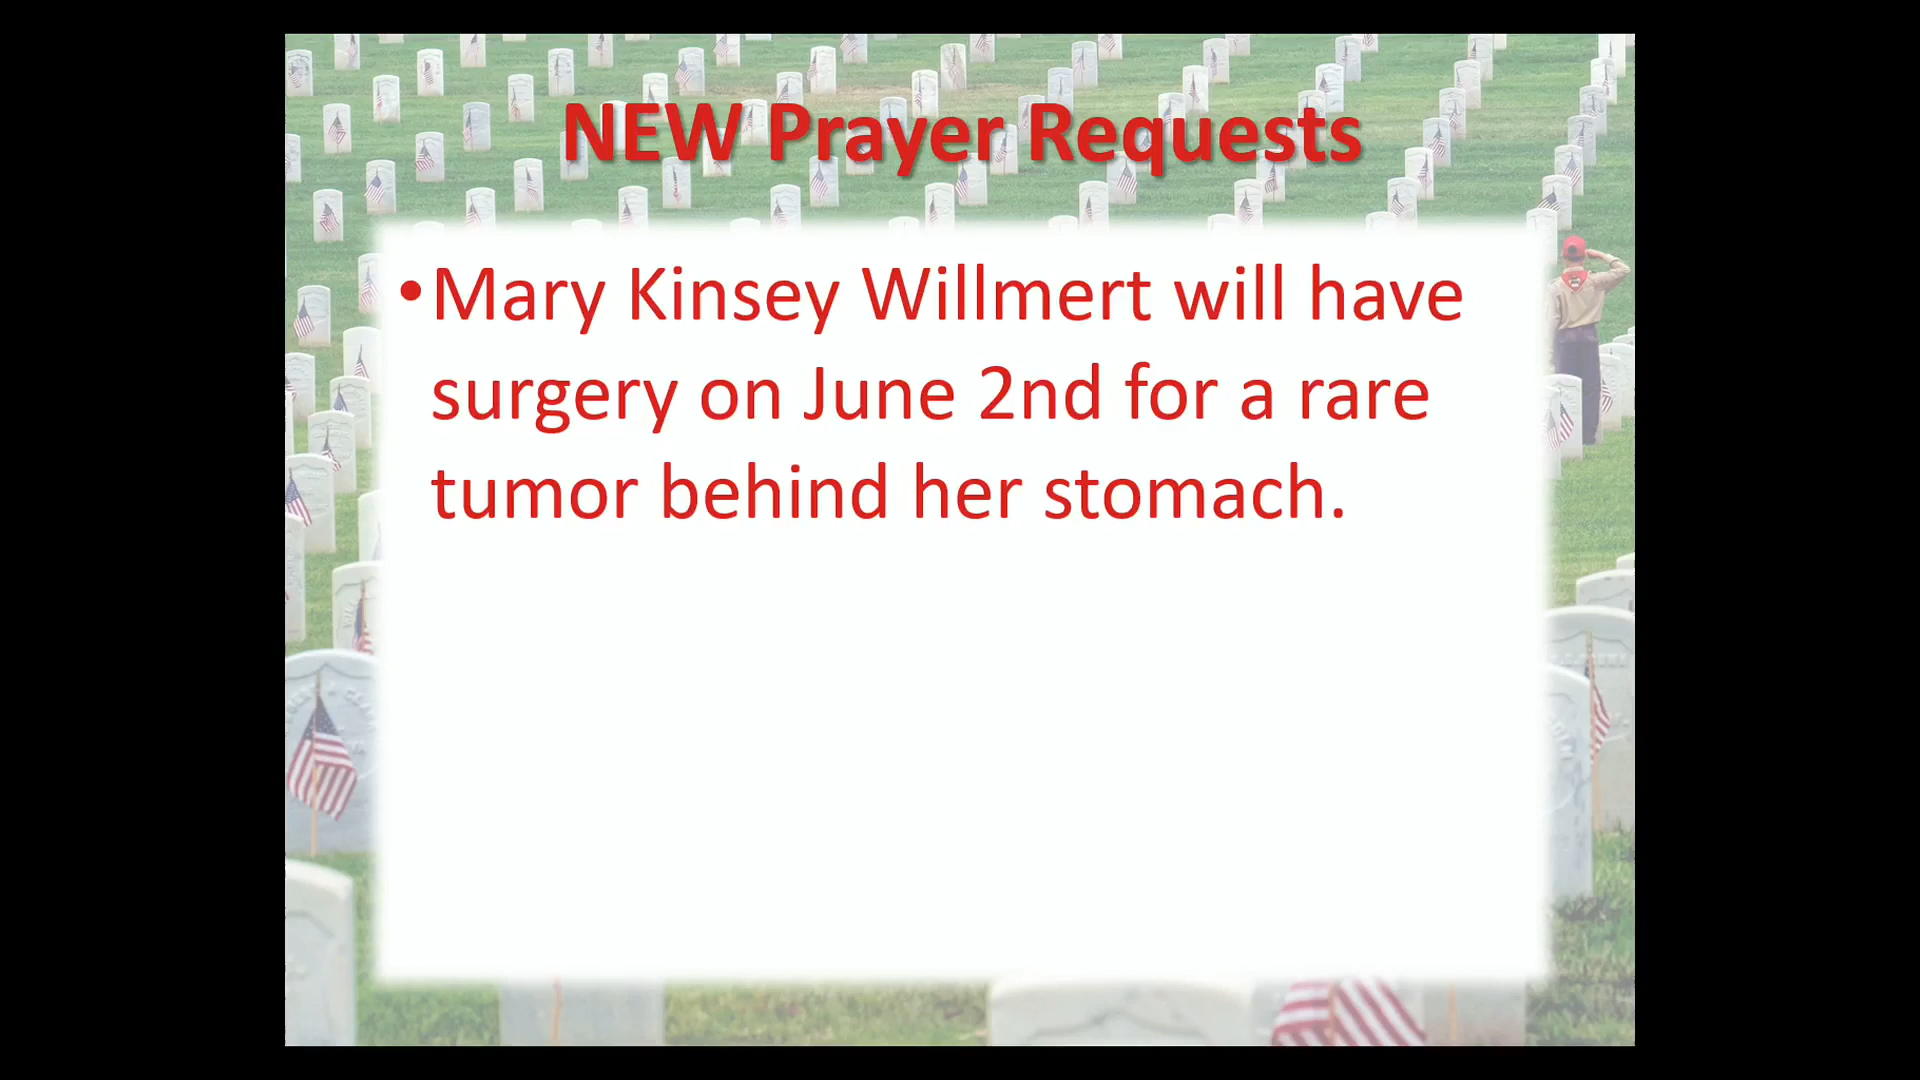 NEW Prayer Requests
•Mary Kinsey Willmert will have
surgery on June 2nd for a rare
tumor behind her stomach.